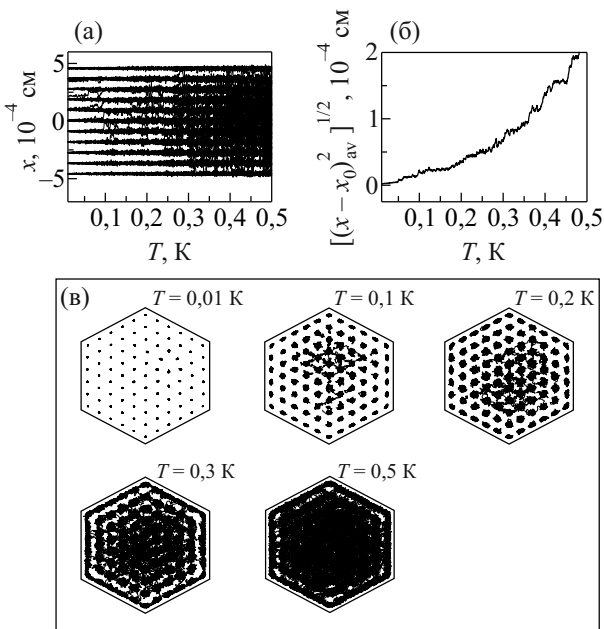 (а)
5
0
−5
x, 10⁻⁴ см
0,1 0,2 0,3 0,4 0,5
T, К
(б)
2
1
0
[(x − x₀)²av]^1/2, 10⁻⁴ см
0,1 0,2 0,3 0,4 0,5
T, К
(в)
T = 0,01 К
T = 0,1 К
T = 0,2 К
T = 0,3 К
T = 0,5 К